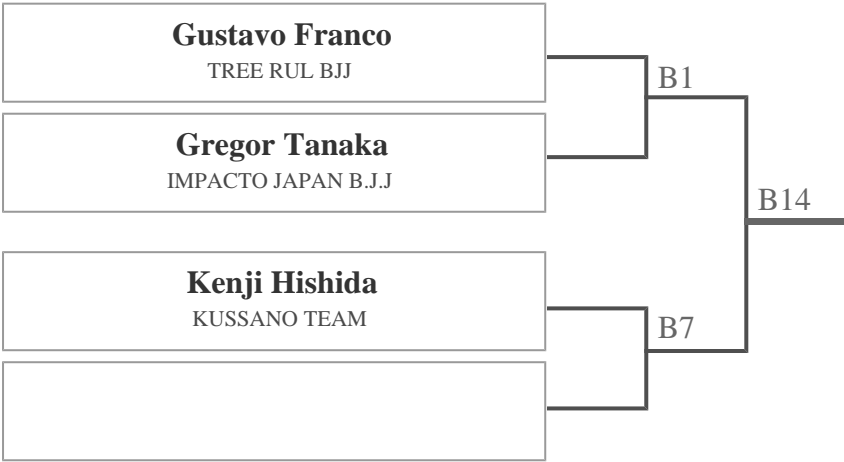 Gustavo Franco
TREE RUL BJJ
B1
Gregor Tanaka
IMPACTO JAPAN B.J.J
B14
Kenji Hishida
KUSSANO TEAM
B7